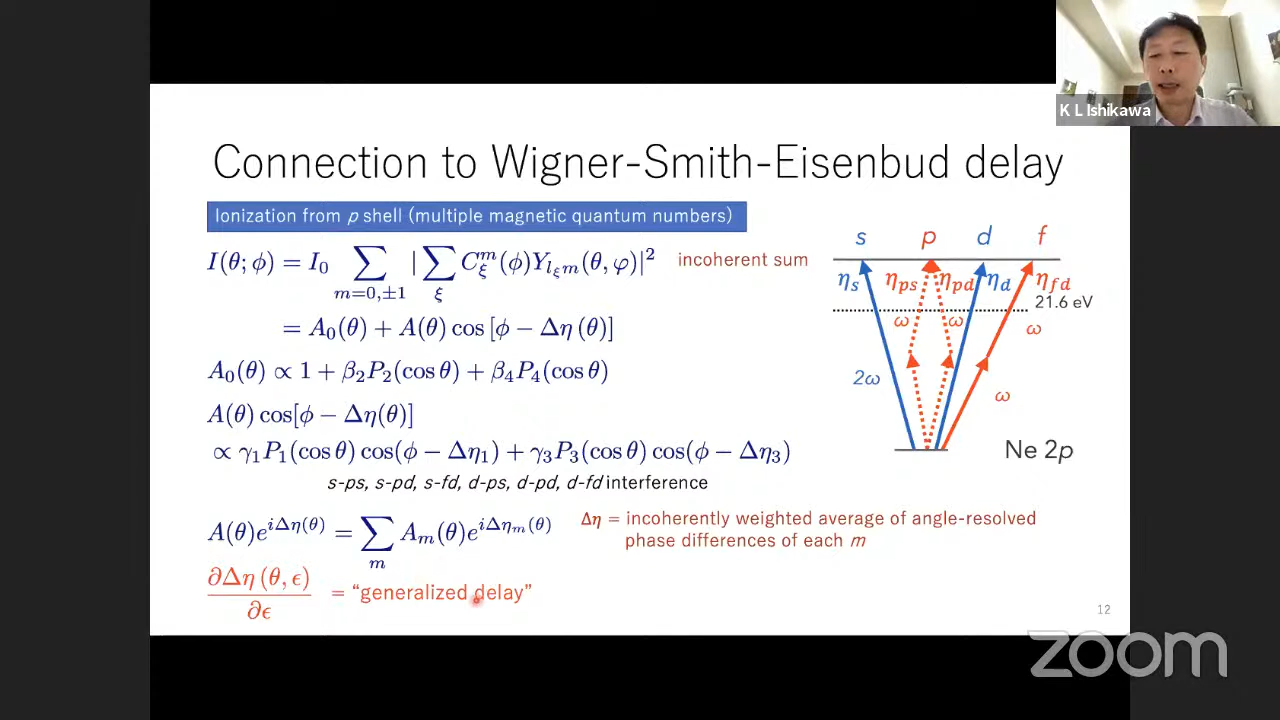 K L Ishikawa
Connection to Wigner-Smith-Eisenbud delay
Ionization from p shell (multiple magnetic quantum numbers)
I(θ; ϕ) = I₀ ∑_{m=0,±1} | ∑_ξ C_ξ^m(ϕ)Y_{l_ξ m}(θ, φ)|² incoherent sum
= A₀(θ) + A(θ) cos [ϕ − Δη (θ)]
A₀(θ) ∝ 1 + β₂P₂(cos θ) + β₄P₄(cos θ)
A(θ) cos[ϕ − Δη(θ)]
∝ γ₁P₁(cos θ) cos(ϕ − Δη₁) + γ₃P₃(cos θ) cos(ϕ − Δη₃)
s-ps, s-pd, s-fd, d-ps, d-pd, d-fd interference
A(θ)e^{iΔη(θ)} = ∑_m A_m(θ)e^{iΔη_m(θ)}
Δη = incoherently weighted average of angle-resolved
phase differences of each m
∂Δη (θ, ϵ) / ∂ϵ = “generalized delay”
s p d f
η_s η_ps η_pd η_d η_fd
21.6 eV
ω ω ω
2ω ω
Ne 2p
12
zoom